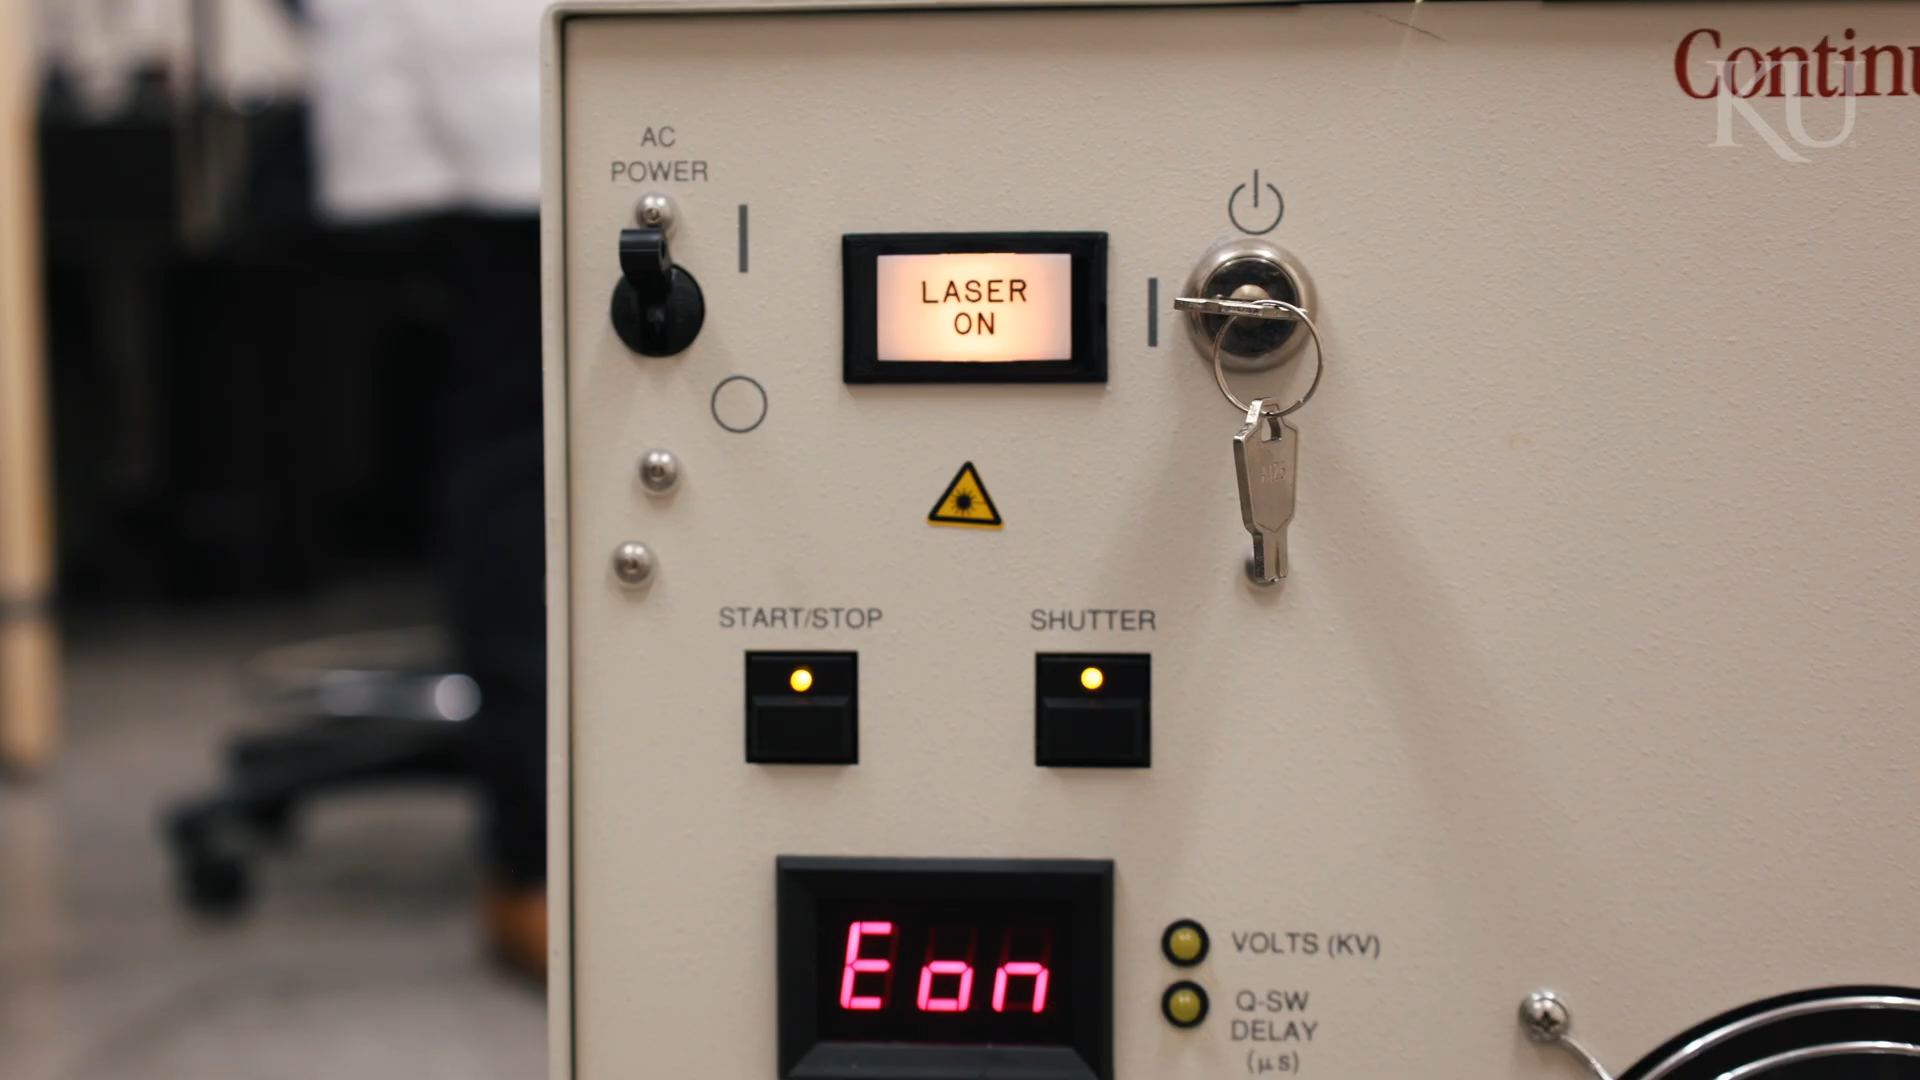 Continu
KU
AC
POWER
LASER
ON
START/STOP
SHUTTER
Eon
VOLTS (KV)
Q-SW
DELAY
(μs)